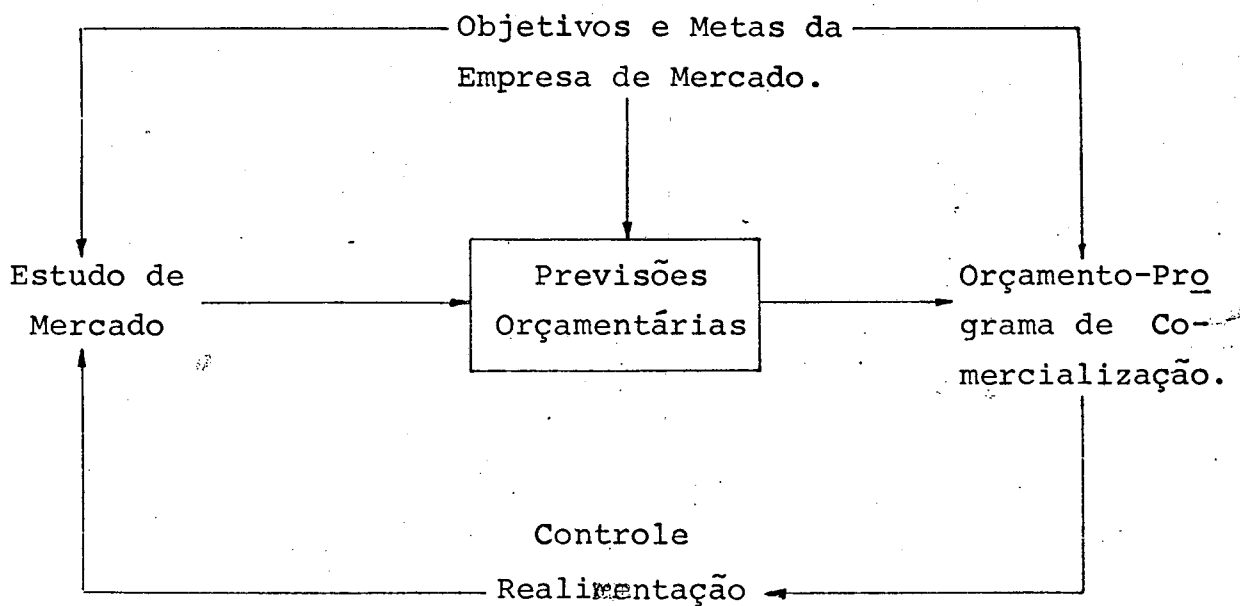 Objetivos e Metas da
Empresa de Mercado.
Estudo de
Mercado
Previsões
Orçamentárias
Orçamento-Pro
grama de Co-
mercialização.
Controle
Realimentação